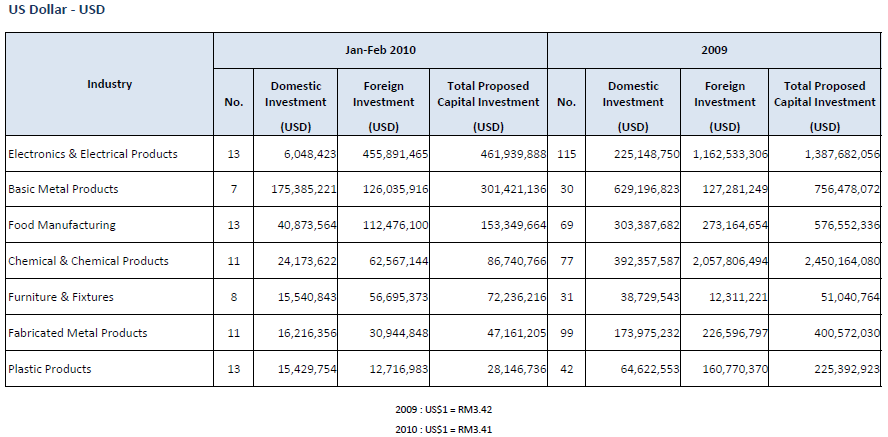 US Dollar - USD
Jan-Feb 2010 2009
Industry
No. Domestic Investment (USD) Foreign Investment (USD) Total Proposed Capital Investment (USD) No. Domestic Investment (USD) Foreign Investment (USD) Total Proposed Capital Investment (USD)
Electronics & Electrical Products 13 6,048,423 455,891,465 461,939,888 115 225,148,750 1,162,533,306 1,387,682,056
Basic Metal Products 7 175,385,221 126,035,916 301,421,136 30 629,196,823 127,281,249 756,478,072
Food Manufacturing 13 40,873,564 112,476,100 153,349,664 69 303,387,682 273,164,654 576,552,336
Chemical & Chemical Products 11 24,173,622 62,567,144 86,740,766 77 392,357,587 2,057,806,494 2,450,164,080
Furniture & Fixtures 8 15,540,843 56,695,373 72,236,216 31 38,729,543 12,311,221 51,040,764
Fabricated Metal Products 11 16,216,356 30,944,848 47,161,205 99 173,975,232 226,596,797 400,572,030
Plastic Products 13 15,429,754 12,716,983 28,146,736 42 64,622,553 160,770,370 225,392,923
2009 : US$1 = RM3.42
2010 : US$1 = RM3.41